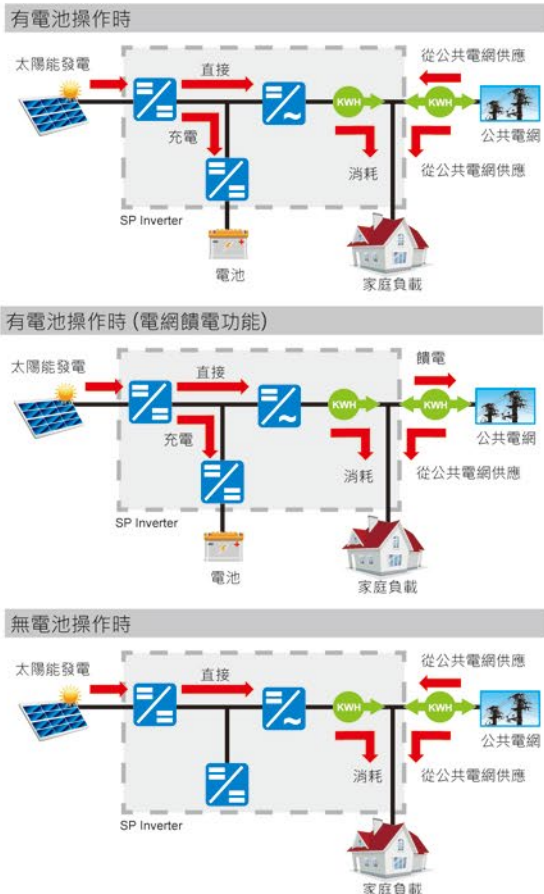 有電池操作時
太陽能發電
直接
從公共電網供應
KWH
KWH
充電
公共電網
消耗
從公共電網供應
SP Inverter
電池
家庭負載
有電池操作時 (電網饋電功能)
太陽能發電
直接
饋電
KWH
KWH
充電
公共電網
消耗
從公共電網供應
SP Inverter
電池
家庭負載
無電池操作時
太陽能發電
直接
從公共電網供應
KWH
KWH
公共電網
消耗
從公共電網供應
SP Inverter
家庭負載